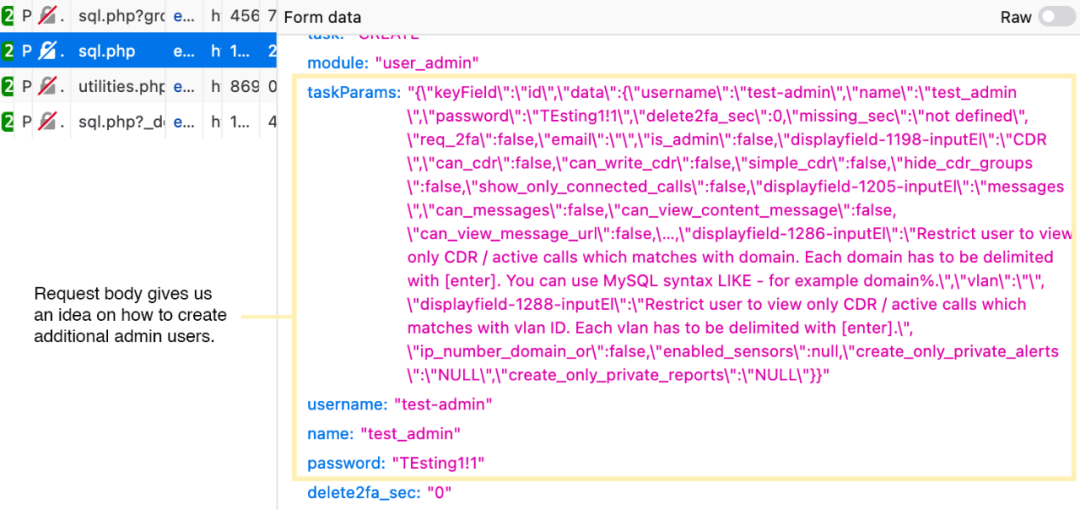 2 P . sql.php?gro e... h 456 7
2 P . sql.php e... h 1... 2
2 P . utilities.php e... h 869 0
2 P . sql.php?_d e... h 1... 4
Form data
Raw
task: "CREATE"
module: "user_admin"
taskParams: "{\"keyField\":\"id\",\"data\":{\"username\":\"test-admin\",\"name\":\"test_admin
\",\"password\":\"TEsting1!1\",\"delete2fa_sec\":0,\"missing_sec\":\"not defined\",
\"req_2fa\":false,\"email\":\"\",\"is_admin\":false,\"displayfield-1198-inputEl\":\"CDR
\",\"can_cdr\":false,\"can_write_cdr\":false,\"simple_cdr\":false,\"hide_cdr_groups
\":false,\"show_only_connected_calls\":false,\"displayfield-1205-inputEl\":\"messages
\",\"can_messages\":false,\"can_view_content_message\":false,
\"can_view_message_url\":false,\...,\"displayfield-1286-inputEl\":\"Restrict user to view
only CDR / active calls which matches with domain. Each domain has to be delimited
with [enter]. You can use MySQL syntax LIKE - for example domain%.\",\"vlan\":\"\",
\"displayfield-1288-inputEl\":\"Restrict user to view only CDR / active calls which
matches with vlan ID. Each vlan has to be delimited with [enter].\",
\"ip_number_domain_or\":false,\"enabled_sensors\":null,\"create_only_private_alerts
\":\"NULL\",\"create_only_private_reports\":\"NULL\"}}"
username: "test-admin"
name: "test_admin"
password: "TEsting1!1"
delete2fa_sec: "0"
Request body gives us
an idea on how to create
additional admin users.